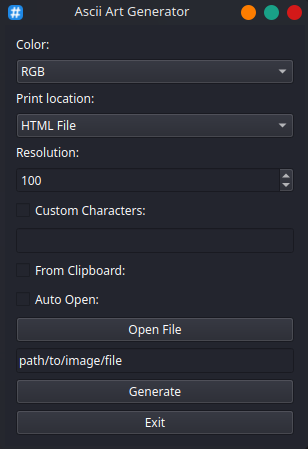 #
Ascii Art Generator
Color:
RGB
Print location:
HTML File
Resolution:
100
Custom Characters:
From Clipboard:
Auto Open:
Open File
path/to/image/file
Generate
Exit